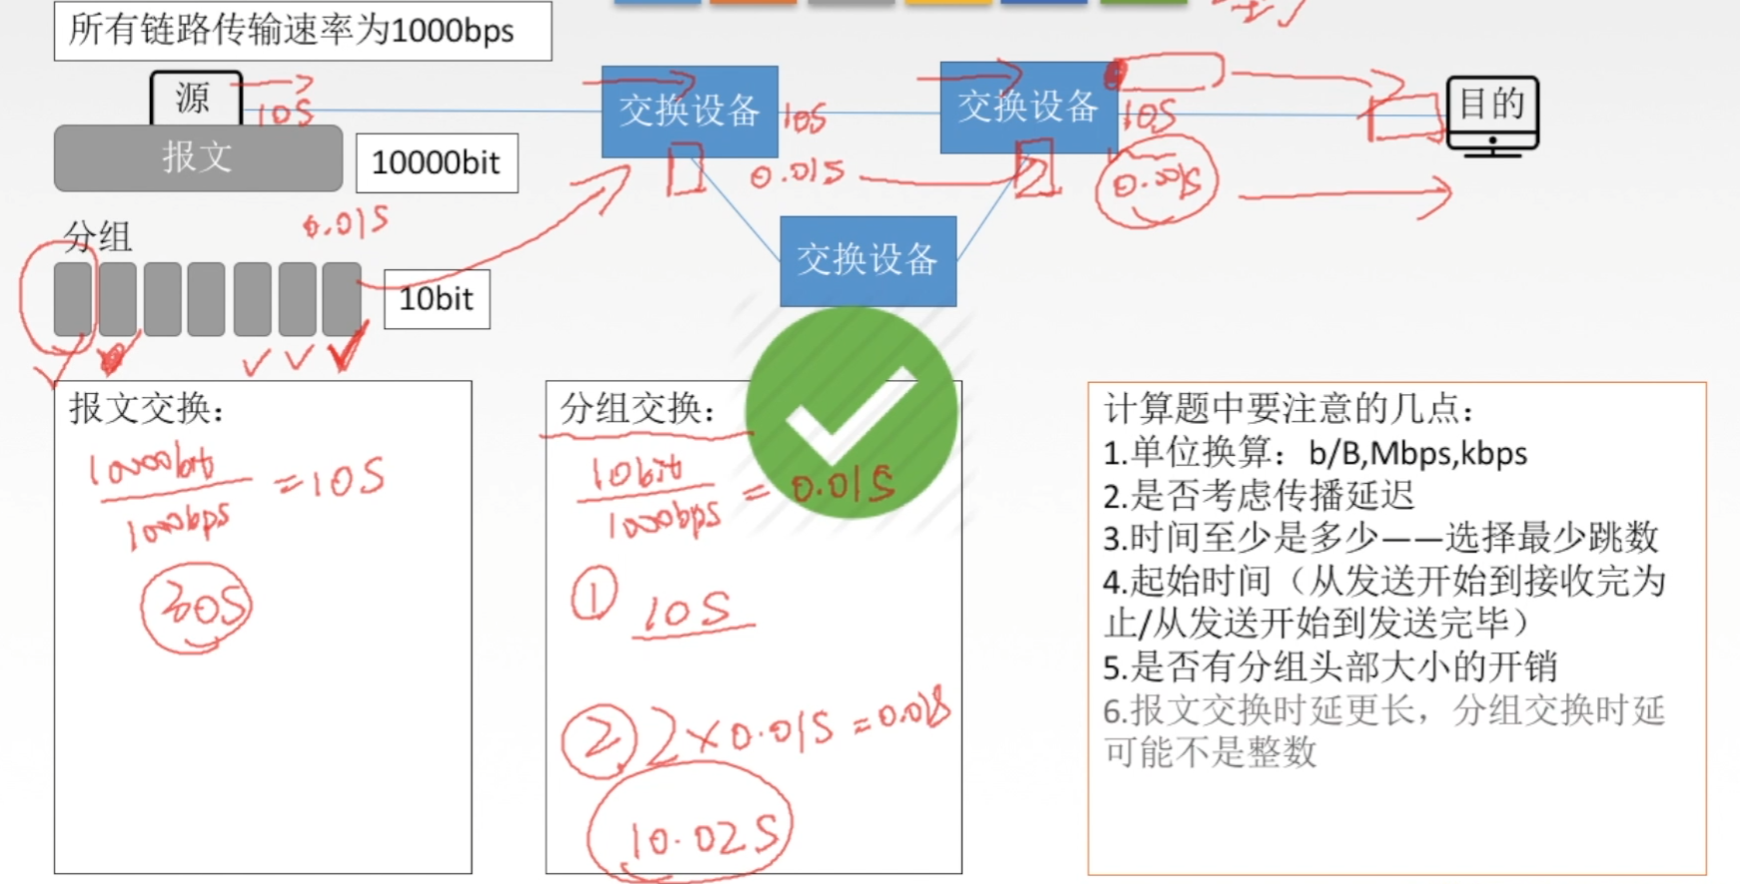 所有链路传输速率为1000bps
源
10S
交换设备
10S
交换设备
10S
目的
报文
10000bit
0.01S
0.01S
分组
0.01S
10bit
交换设备
报文交换：
10000bit
1000bps
=10S
30S
分组交换：
10bit
1000bps
= 0.01S
① 10S
② 2×0.01S=0.02S
10.02S
计算题中要注意的几点：
1.单位换算：b/B,Mbps,kbps
2.是否考虑传播延迟
3.时间至少是多少——选择最少跳数
4.起始时间（从发送开始到接收完为
止/从发送开始到发送完毕）
5.是否有分组头部大小的开销
6.报文交换时延更长，分组交换时延
可能不是整数